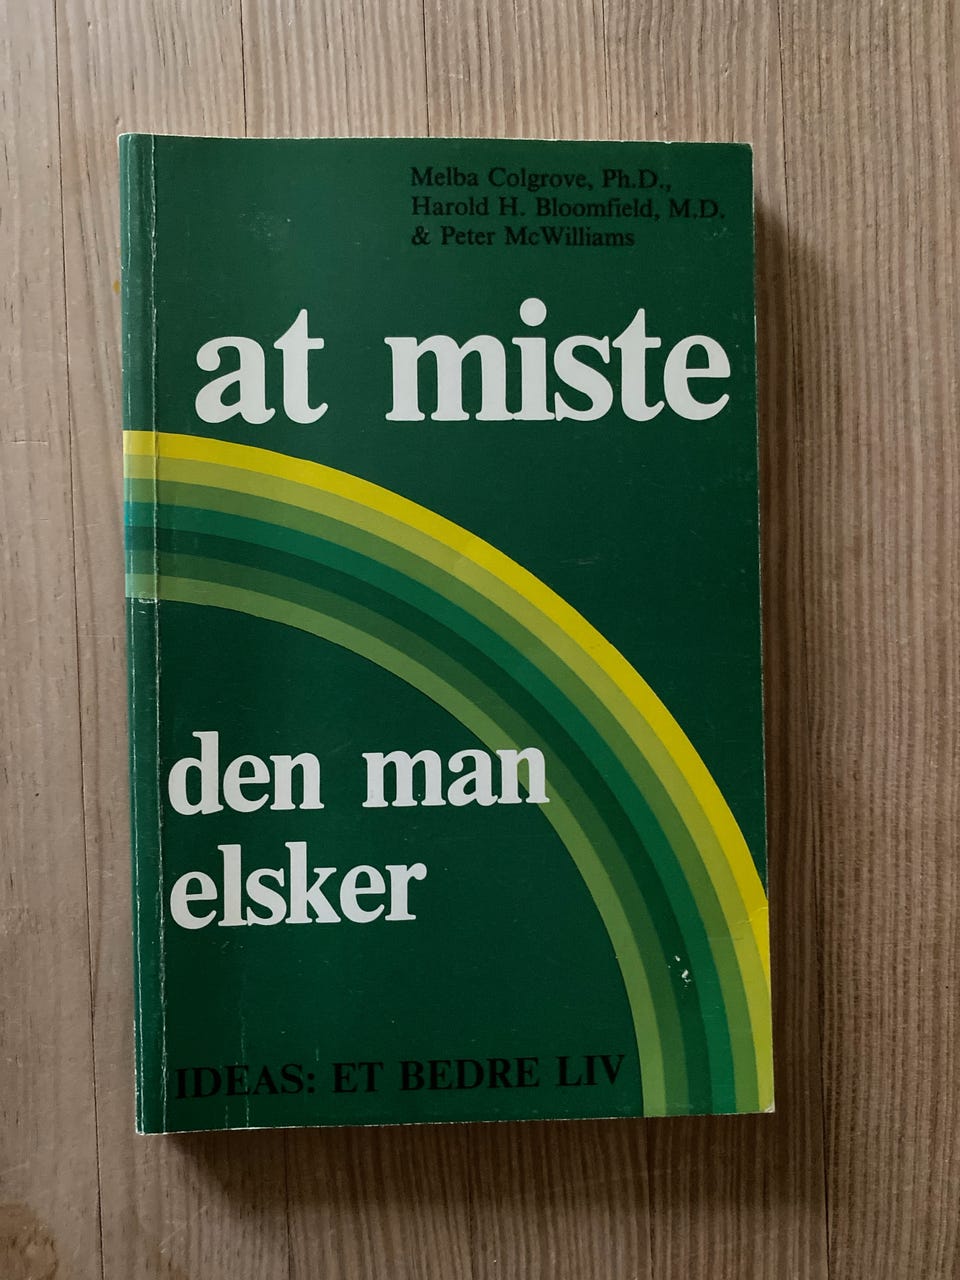 Melba Colgrove, Ph.D.,
Harold H. Bloomfield, M.D.
& Peter McWilliams
at miste
den man
elsker
IDEAS: ET BEDRE LIV